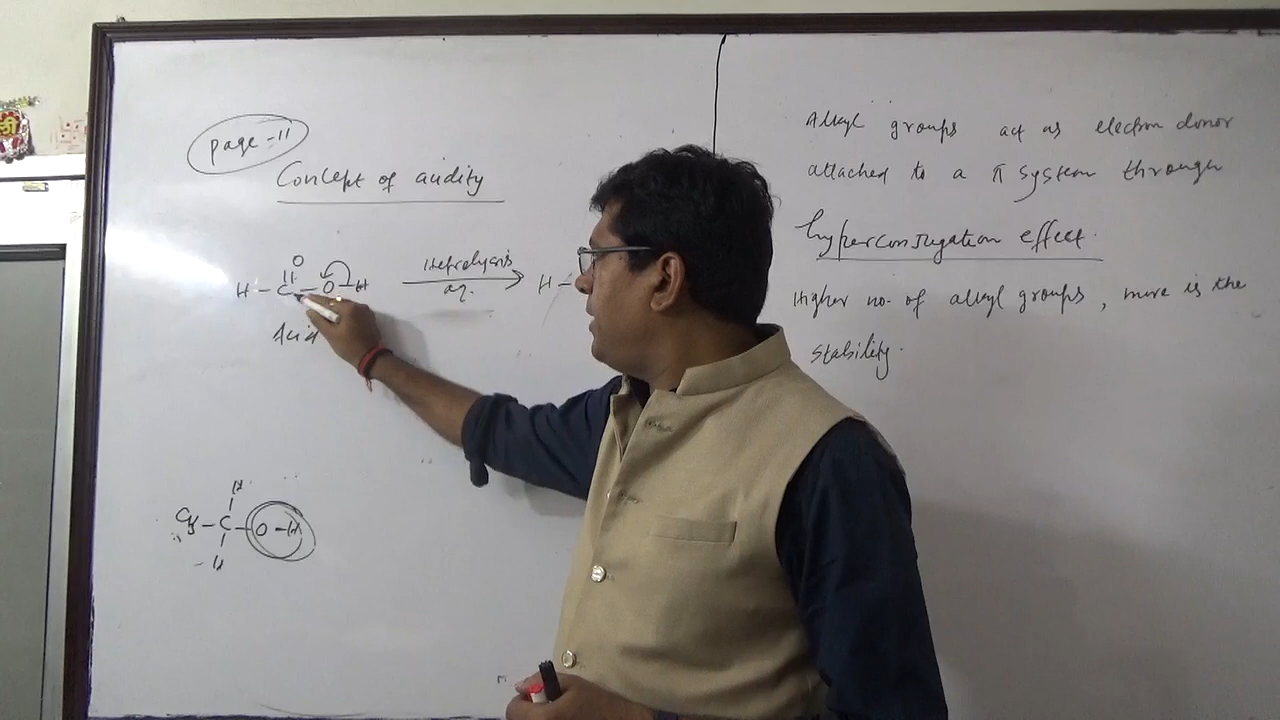 page-11
Concept of acidity
O
H - C - O - H
Hetrolysis
aq.
H -
Acid
H
CH3 - C - O - H
H
Alkyl groups act as electron donor
attached to a π system through
hyperconjugation effect.
Higher no. of alkyl groups, more is the
stability.
ली